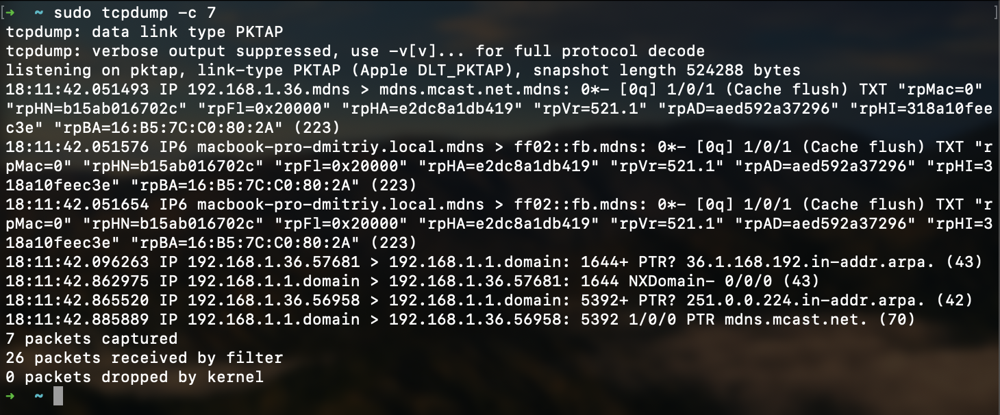 [➜  ~ sudo tcpdump -c 7 ]
tcpdump: data link type PKTAP
tcpdump: verbose output suppressed, use -v[v]... for full protocol decode
listening on pktap, link-type PKTAP (Apple DLT_PKTAP), snapshot length 524288 bytes
18:11:42.051493 IP 192.168.1.36.mdns > mdns.mcast.net.mdns: 0*- [0q] 1/0/1 (Cache flush) TXT "rpMac=0"
"rpHN=b15ab016702c" "rpFl=0x20000" "rpHA=e2dc8a1db419" "rpVr=521.1" "rpAD=aed592a37296" "rpHI=318a10fee
c3e" "rpBA=16:B5:7C:C0:80:2A" (223)
18:11:42.051576 IP6 macbook-pro-dmitriy.local.mdns > ff02::fb.mdns: 0*- [0q] 1/0/1 (Cache flush) TXT "r
pMac=0" "rpHN=b15ab016702c" "rpFl=0x20000" "rpHA=e2dc8a1db419" "rpVr=521.1" "rpAD=aed592a37296" "rpHI=3
18a10feec3e" "rpBA=16:B5:7C:C0:80:2A" (223)
18:11:42.051654 IP6 macbook-pro-dmitriy.local.mdns > ff02::fb.mdns: 0*- [0q] 1/0/1 (Cache flush) TXT "r
pMac=0" "rpHN=b15ab016702c" "rpFl=0x20000" "rpHA=e2dc8a1db419" "rpVr=521.1" "rpAD=aed592a37296" "rpHI=3
18a10feec3e" "rpBA=16:B5:7C:C0:80:2A" (223)
18:11:42.096263 IP 192.168.1.36.57681 > 192.168.1.1.domain: 1644+ PTR? 36.1.168.192.in-addr.arpa. (43)
18:11:42.862975 IP 192.168.1.1.domain > 192.168.1.36.57681: 1644 NXDomain- 0/0/0 (43)
18:11:42.865520 IP 192.168.1.36.56958 > 192.168.1.1.domain: 5392+ PTR? 251.0.0.224.in-addr.arpa. (42)
18:11:42.885889 IP 192.168.1.1.domain > 192.168.1.36.56958: 5392 1/0/0 PTR mdns.mcast.net. (70)
7 packets captured
26 packets received by filter
0 packets dropped by kernel
➜  ~